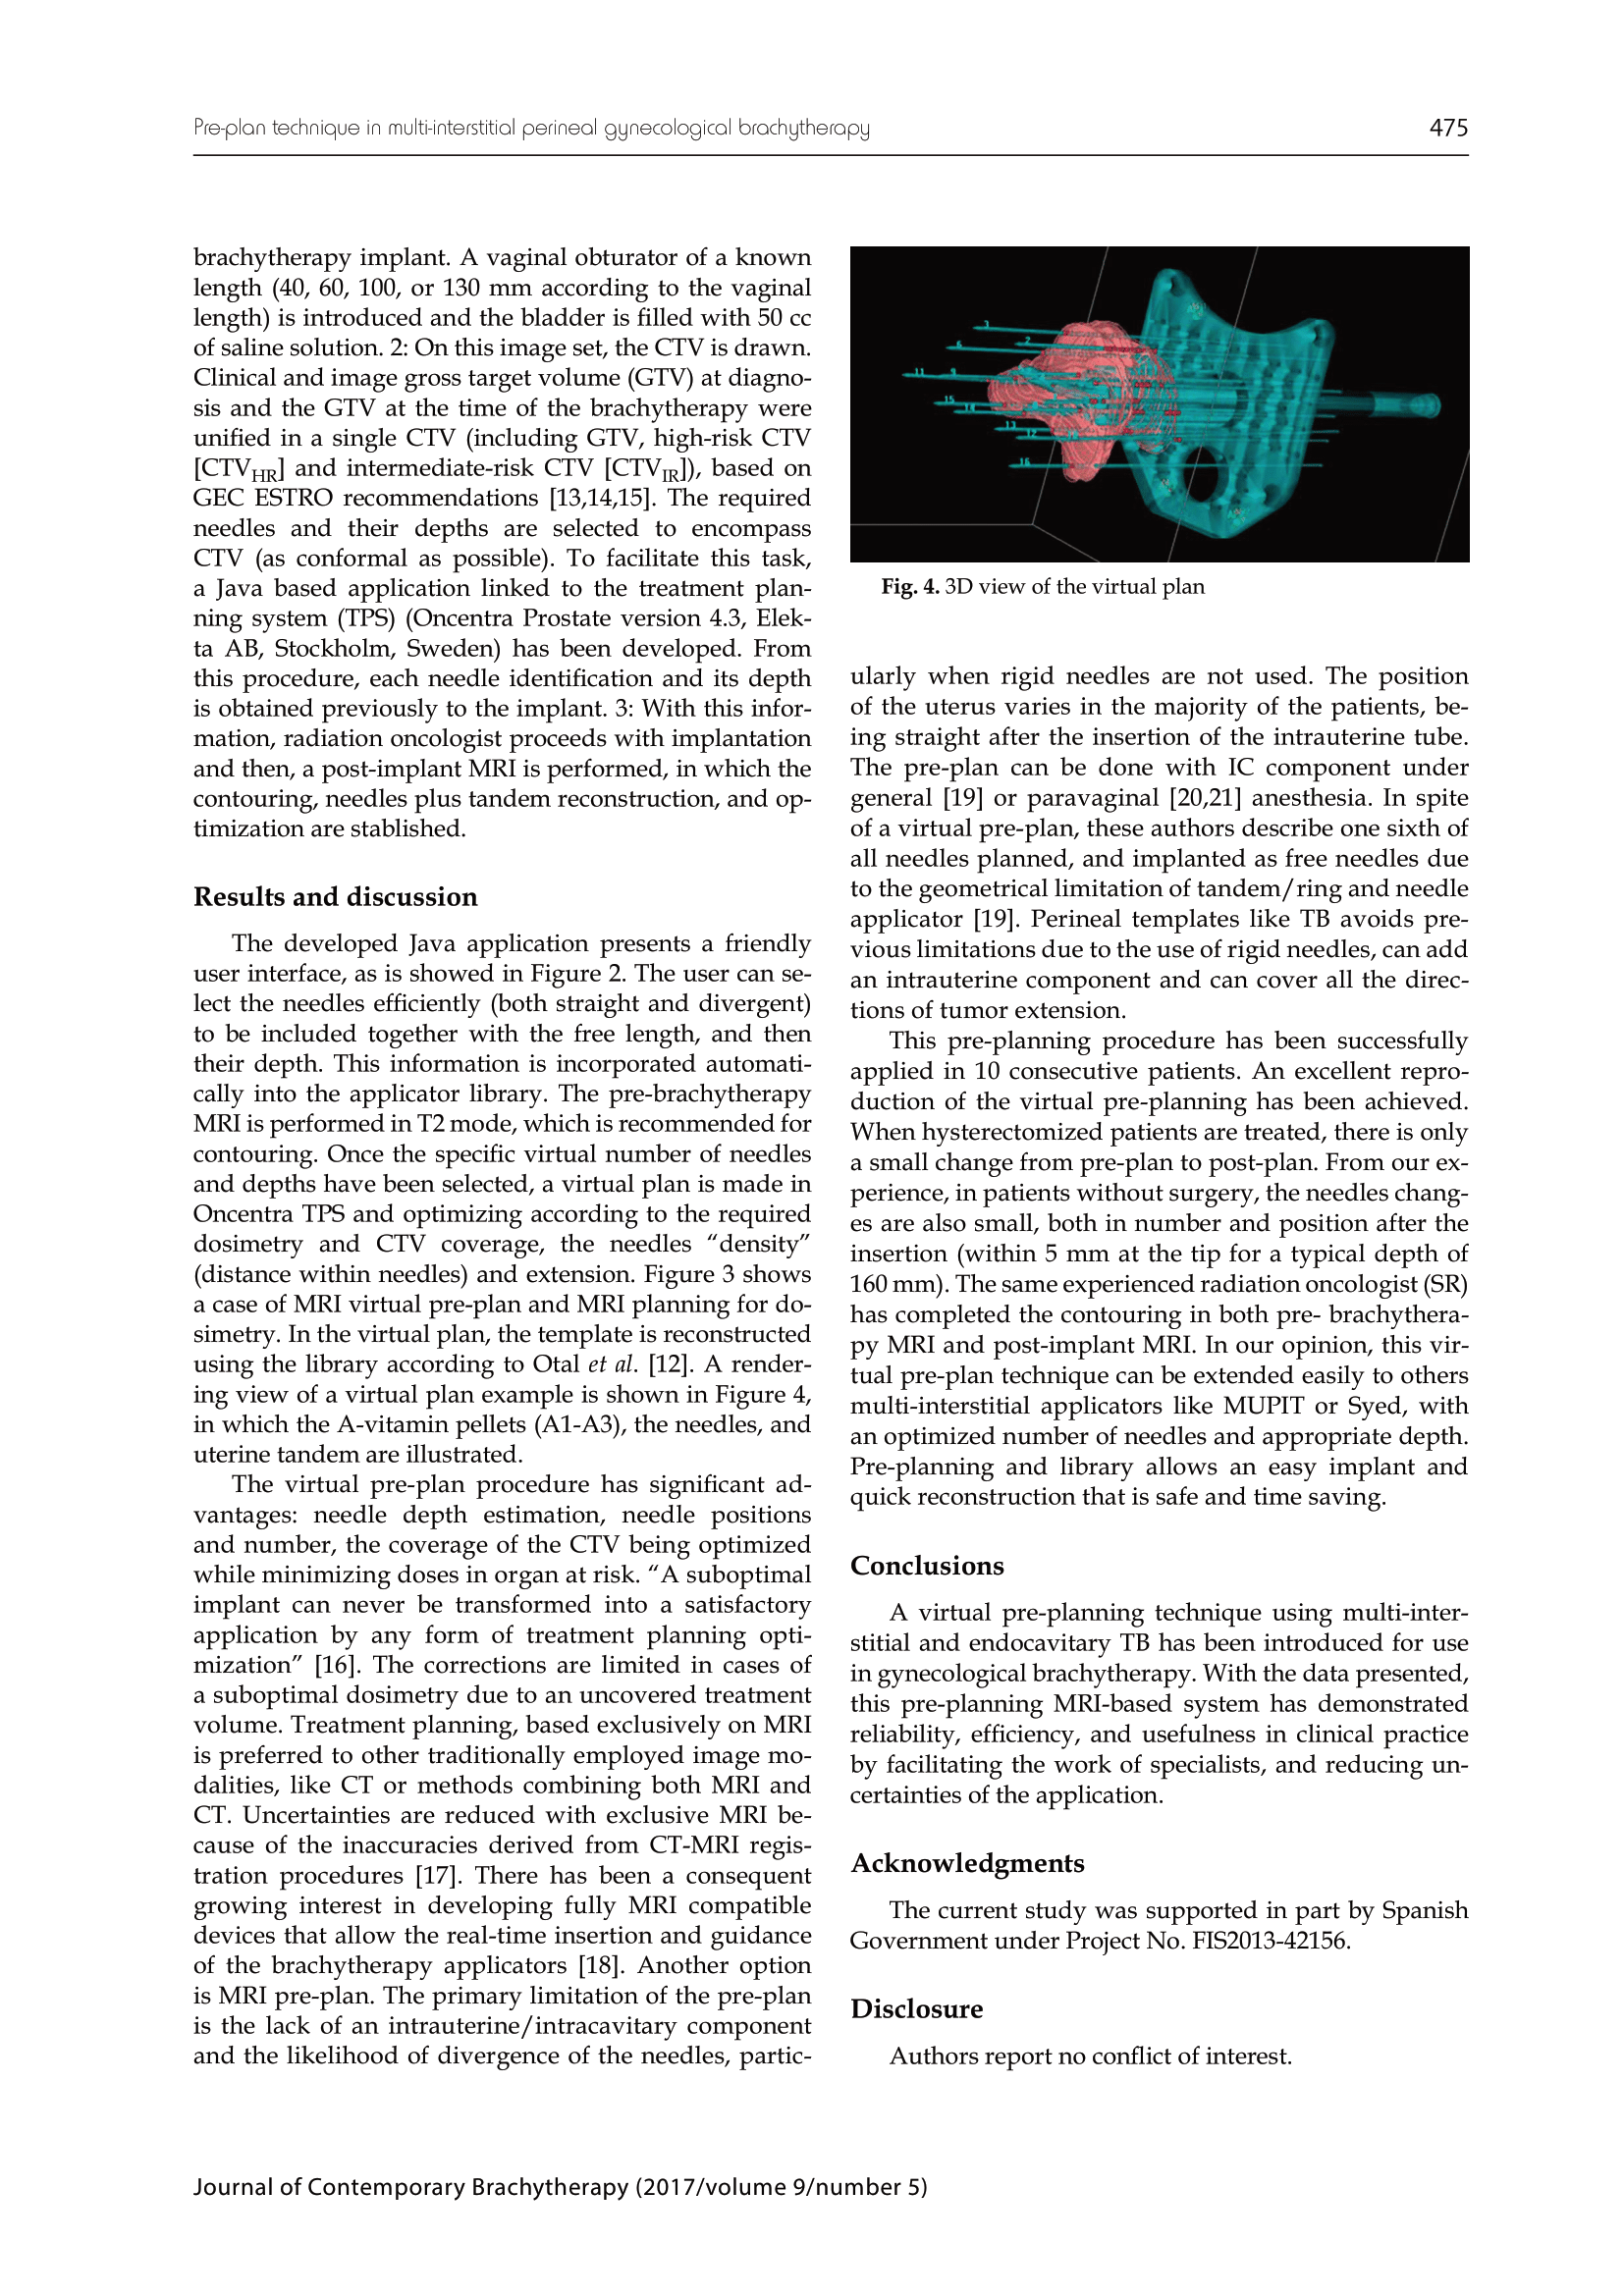 Pre-plan technique in multi-interstitial perineal gynecological brachytherapy
475
brachytherapy implant. A vaginal obturator of a known
length (40, 60, 100, or 130 mm according to the vaginal
length) is introduced and the bladder is filled with 50 cc
of saline solution. 2: On this image set, the CTV is drawn.
Clinical and image gross target volume (GTV) at diagno-
sis and the GTV at the time of the brachytherapy were
unified in a single CTV (including GTV, high-risk CTV
[CTVHR] and intermediate-risk CTV [CTVIR]), based on
GEC ESTRO recommendations [13,14,15]. The required
needles and their depths are selected to encompass
CTV (as conformal as possible). To facilitate this task,
a Java based application linked to the treatment plan-
ning system (TPS) (Oncentra Prostate version 4.3, Elek-
ta AB, Stockholm, Sweden) has been developed. From
this procedure, each needle identification and its depth
is obtained previously to the implant. 3: With this infor-
mation, radiation oncologist proceeds with implantation
and then, a post-implant MRI is performed, in which the
contouring, needles plus tandem reconstruction, and op-
timization are stablished.
Results and discussion
The developed Java application presents a friendly
user interface, as is showed in Figure 2. The user can se-
lect the needles efficiently (both straight and divergent)
to be included together with the free length, and then
their depth. This information is incorporated automati-
cally into the applicator library. The pre-brachytherapy
MRI is performed in T2 mode, which is recommended for
contouring. Once the specific virtual number of needles
and depths have been selected, a virtual plan is made in
Oncentra TPS and optimizing according to the required
dosimetry and CTV coverage, the needles “density”
(distance within needles) and extension. Figure 3 shows
a case of MRI virtual pre-plan and MRI planning for do-
simetry. In the virtual plan, the template is reconstructed
using the library according to Otal et al. [12]. A render-
ing view of a virtual plan example is shown in Figure 4,
in which the A-vitamin pellets (A1-A3), the needles, and
uterine tandem are illustrated.
The virtual pre-plan procedure has significant ad-
vantages: needle depth estimation, needle positions
and number, the coverage of the CTV being optimized
while minimizing doses in organ at risk. “A suboptimal
implant can never be transformed into a satisfactory
application by any form of treatment planning opti-
mization” [16]. The corrections are limited in cases of
a suboptimal dosimetry due to an uncovered treatment
volume. Treatment planning, based exclusively on MRI
is preferred to other traditionally employed image mo-
dalities, like CT or methods combining both MRI and
CT. Uncertainties are reduced with exclusive MRI be-
cause of the inaccuracies derived from CT-MRI regis-
tration procedures [17]. There has been a consequent
growing interest in developing fully MRI compatible
devices that allow the real-time insertion and guidance
of the brachytherapy applicators [18]. Another option
is MRI pre-plan. The primary limitation of the pre-plan
is the lack of an intrauterine/intracavitary component
and the likelihood of divergence of the needles, partic-
3
2
6
11
9
15
14
13
12
16
Fig. 4. 3D view of the virtual plan
ularly when rigid needles are not used. The position
of the uterus varies in the majority of the patients, be-
ing straight after the insertion of the intrauterine tube.
The pre-plan can be done with IC component under
general [19] or paravaginal [20,21] anesthesia. In spite
of a virtual pre-plan, these authors describe one sixth of
all needles planned, and implanted as free needles due
to the geometrical limitation of tandem/ring and needle
applicator [19]. Perineal templates like TB avoids pre-
vious limitations due to the use of rigid needles, can add
an intrauterine component and can cover all the direc-
tions of tumor extension.
This pre-planning procedure has been successfully
applied in 10 consecutive patients. An excellent repro-
duction of the virtual pre-planning has been achieved.
When hysterectomized patients are treated, there is only
a small change from pre-plan to post-plan. From our ex-
perience, in patients without surgery, the needles chang-
es are also small, both in number and position after the
insertion (within 5 mm at the tip for a typical depth of
160 mm). The same experienced radiation oncologist (SR)
has completed the contouring in both pre- brachythera-
py MRI and post-implant MRI. In our opinion, this vir-
tual pre-plan technique can be extended easily to others
multi-interstitial applicators like MUPIT or Syed, with
an optimized number of needles and appropriate depth.
Pre-planning and library allows an easy implant and
quick reconstruction that is safe and time saving.
Conclusions
A virtual pre-planning technique using multi-inter-
stitial and endocavitary TB has been introduced for use
in gynecological brachytherapy. With the data presented,
this pre-planning MRI-based system has demonstrated
reliability, efficiency, and usefulness in clinical practice
by facilitating the work of specialists, and reducing un-
certainties of the application.
Acknowledgments
The current study was supported in part by Spanish
Government under Project No. FIS2013-42156.
Disclosure
Authors report no conflict of interest.
Journal of Contemporary Brachytherapy (2017/volume 9/number 5)